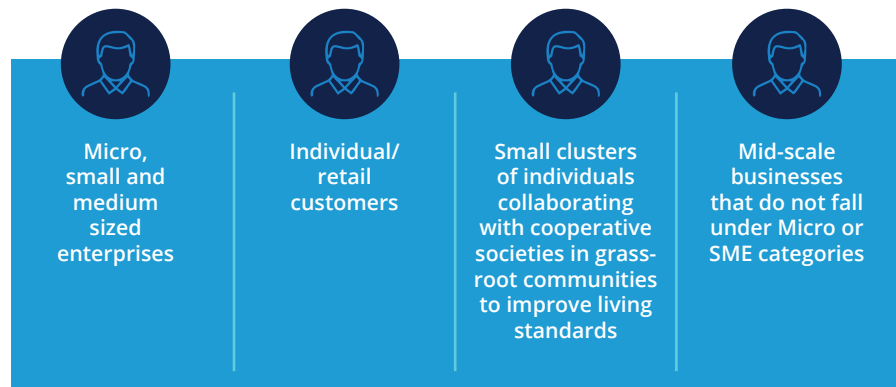 Micro,
small and
medium
sized
enterprises
Individual/
retail
customers
Small clusters
of individuals
collaborating
with cooperative
societies in grass-
root communities
to improve living
standards
Mid-scale
businesses
that do not fall
under Micro or
SME categories